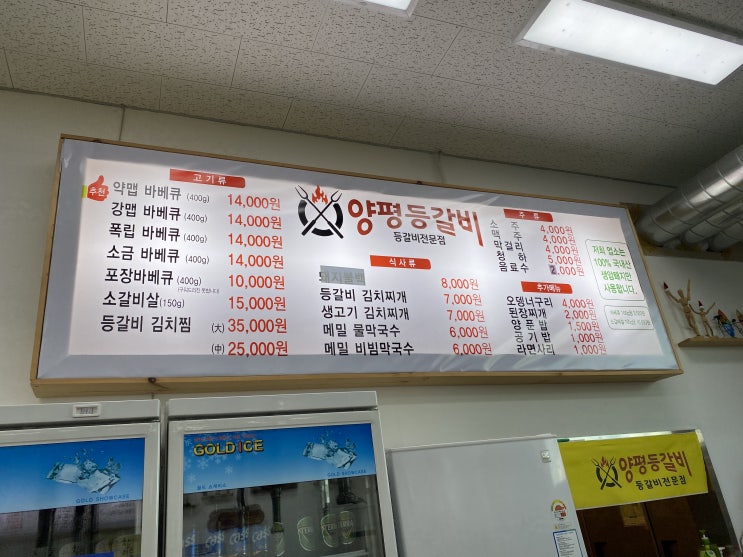 고기류
추천
약맵 바베큐 (400g) 14,000원
강맵 바베큐 (400g) 14,000원
폭립 바베큐 (400g) 14,000원
소금 바베큐 (400g) 14,000원
포장바베큐 (400g) 10,000원
소갈비살(150g) 15,000원
등갈비 김치찜 (大) 35,000원
(中) 25,000원
양평등갈비
등갈비전문점
식사류
돼지불백 8,000원
등갈비 김치찌개 7,000원
생고기 김치찌개 7,000원
메밀 물막국수 6,000원
메밀 비빔막국수 6,000원
주류
소주 4,000원
맥주 4,000원
막걸리 4,000원
청하 5,000원
음료수 ,000원
추가메뉴
오뎅너구리 4,000원
된장찌개 2,000원
양푼밥 1,500원
공기밥 1,000원
라면사리 1,000원
저희 업소는
100% 국내산
생암돼지만
사용합니다.
GOLD ICE
GOLD SHOWCASE
GOLD SHOWCASE
양평등갈비
등갈비전문점